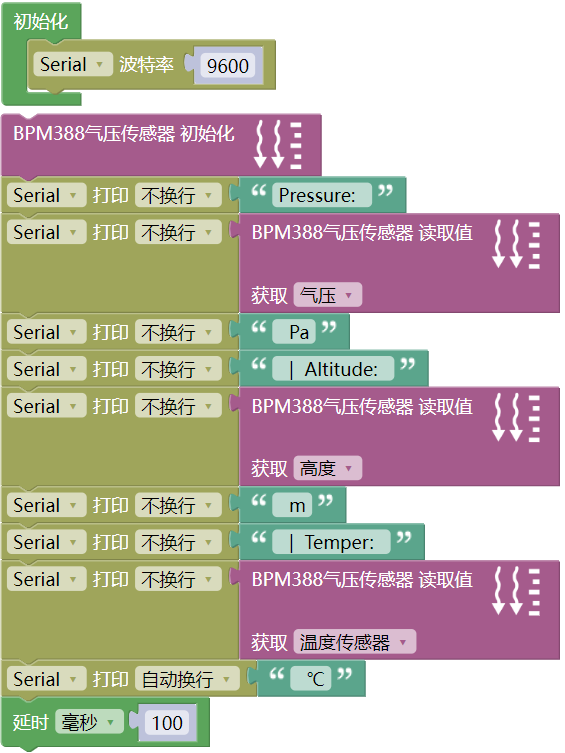 初始化
Serial 波特率 9600
BPM388气压传感器 初始化
Serial 打印 不换行 “ Pressure: ”
Serial 打印 不换行 BPM388气压传感器 读取值
获取 气压
Serial 打印 不换行 “ Pa ”
Serial 打印 不换行 “ | Altitude: ”
Serial 打印 不换行 BPM388气压传感器 读取值
获取 高度
Serial 打印 不换行 “ m ”
Serial 打印 不换行 “ | Temper: ”
Serial 打印 不换行 BPM388气压传感器 读取值
获取 温度传感器
Serial 打印 自动换行 “ ℃ ”
延时 毫秒 100